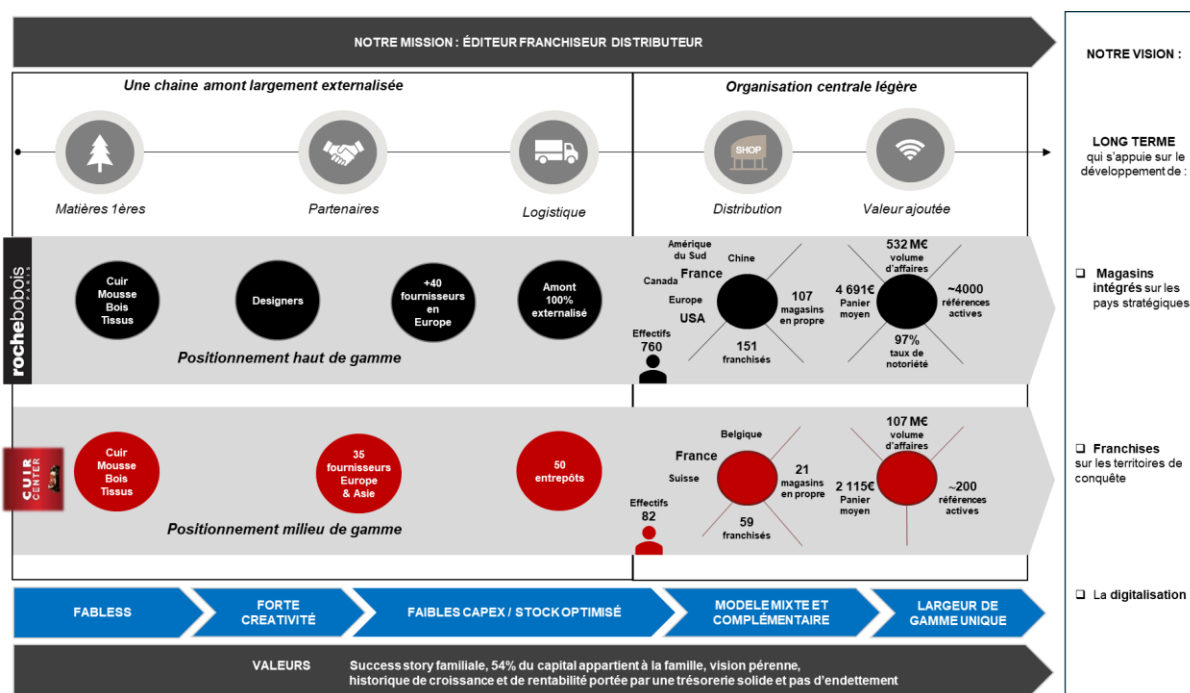 NOTRE MISSION : ÉDITEUR FRANCHISEUR DISTRIBUTEUR
Une chaine amont largement externalisée
Organisation centrale légère
SHOP
Matières 1ères
Partenaires
Logistique
Distribution
Valeur ajoutée
rochebobois
PARIS
Cuir
Mousse
Bois
Tissus
Designers
+40
fournisseurs
en
Europe
Amont
100%
externalisé
Positionnement haut de gamme
Effectifs
760
Amérique
du Sud
Chine
Canada
France
Europe
USA
107
magasins
en propre
151
franchisés
532 M€
volume
d'affaires
4 691€
Panier
moyen
~4000
références
actives
97%
taux de
notoriété
CUIR
CENTER
Cuir
Mousse
Bois
Tissus
35
fournisseurs
Europe
& Asie
50
entrepôts
Positionnement milieu de gamme
Effectifs
82
Belgique
France
Suisse
21
magasins
en propre
59
franchisés
107 M€
volume
d'affaires
2 115€
Panier
moyen
~200
références
actives
FABLESS
FORTE
CREATIVITÉ
FAIBLES CAPEX / STOCK OPTIMISÉ
MODELE MIXTE ET
COMPLÉMENTAIRE
LARGEUR DE
GAMME UNIQUE
VALEURS
Success story familiale, 54% du capital appartient à la famille, vision pérenne,
historique de croissance et de rentabilité portée par une trésorerie solide et pas d'endettement
NOTRE VISION :
LONG TERME
qui s'appuie sur le
développement de :
❑ Magasins
intégrés sur les
pays stratégiques
❑ Franchises
sur les territoires de
conquête
❑ La digitalisation